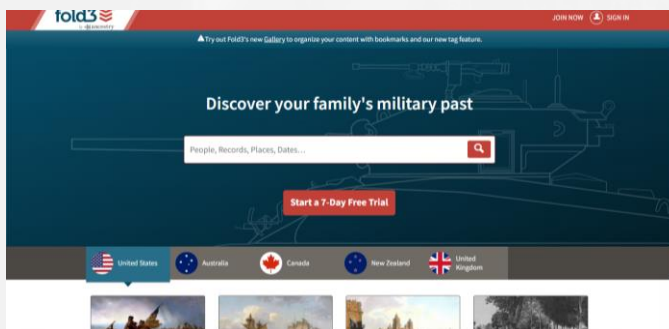 fold3
by ancestry
JOIN NOW
SIGN IN
Try out Fold3's new Gallery to organize your content with bookmarks and our new tag feature.
Discover your family's military past
People, Records, Places, Dates...
Start a 7-Day Free Trial
United States
Australia
Canada
New Zealand
United
Kingdom